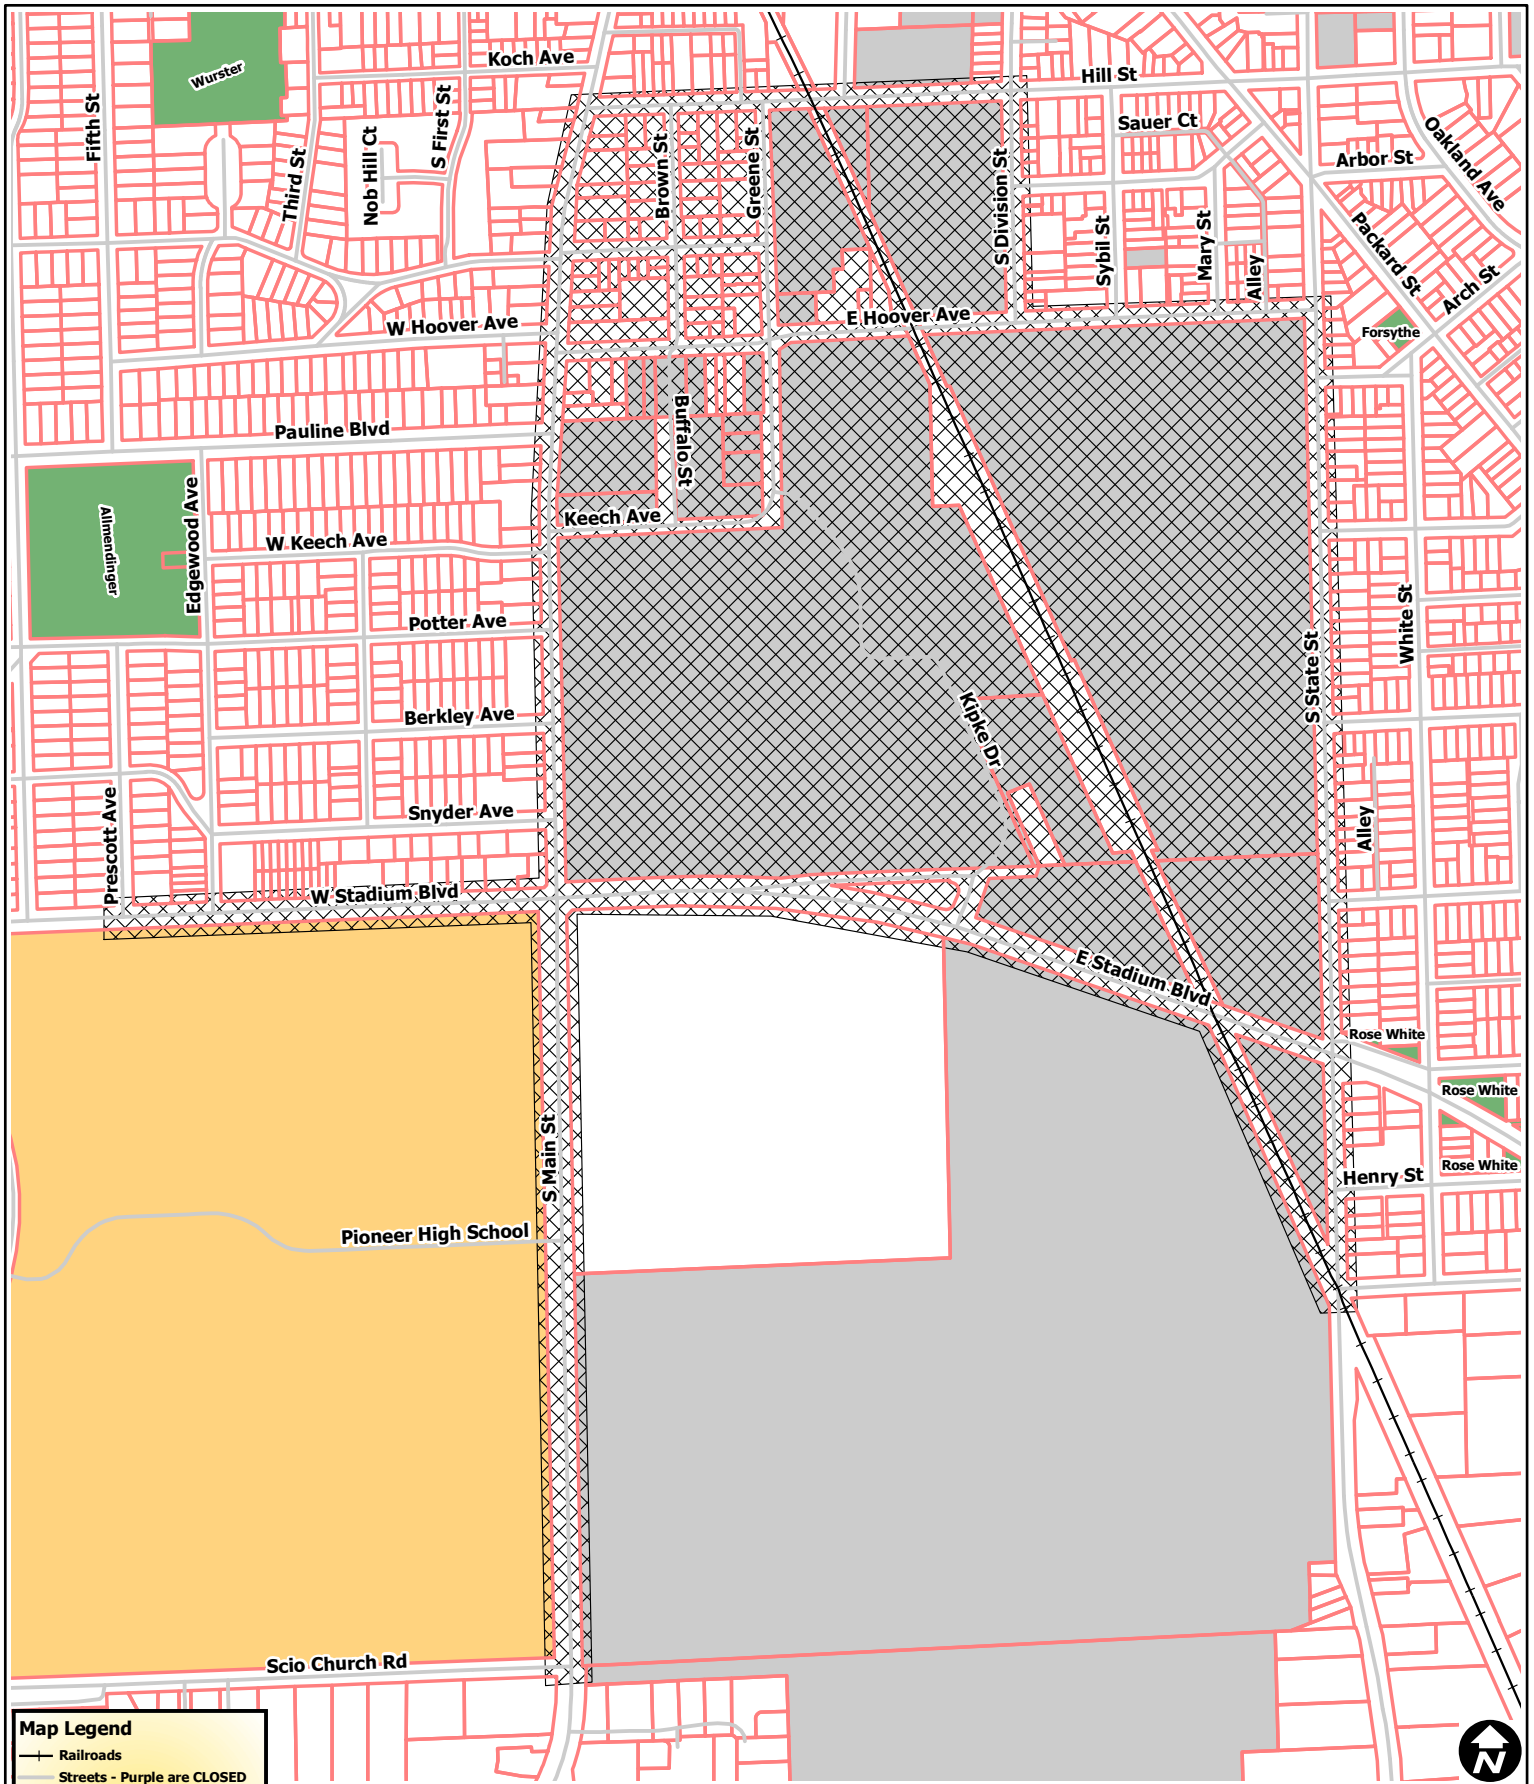 Koch Ave
Wurster
Hill St
Fifth St
S First St
Sauer Ct
Oakland Ave
Nob Hill Ct
Third St
Brown St
Greene St
S Division St
Arbor St
Packard St
Sybil St
Mary St
Alley
Arch St
W Hoover Ave
E Hoover Ave
Forsythe
Pauline Blvd
Buffalo St
Allmendinger
Edgewood Ave
Keech Ave
W Keech Ave
White St
Potter Ave
S State St
Berkley Ave
Kipke Dr
Snyder Ave
Prescott Ave
Alley
W Stadium Blvd
E Stadium Blvd
Rose White
Rose White
Rose White
Henry St
S Main St
Pioneer High School
Scio Church Rd
Map Legend
Railroads
Streets - Purple are CLOSED
N